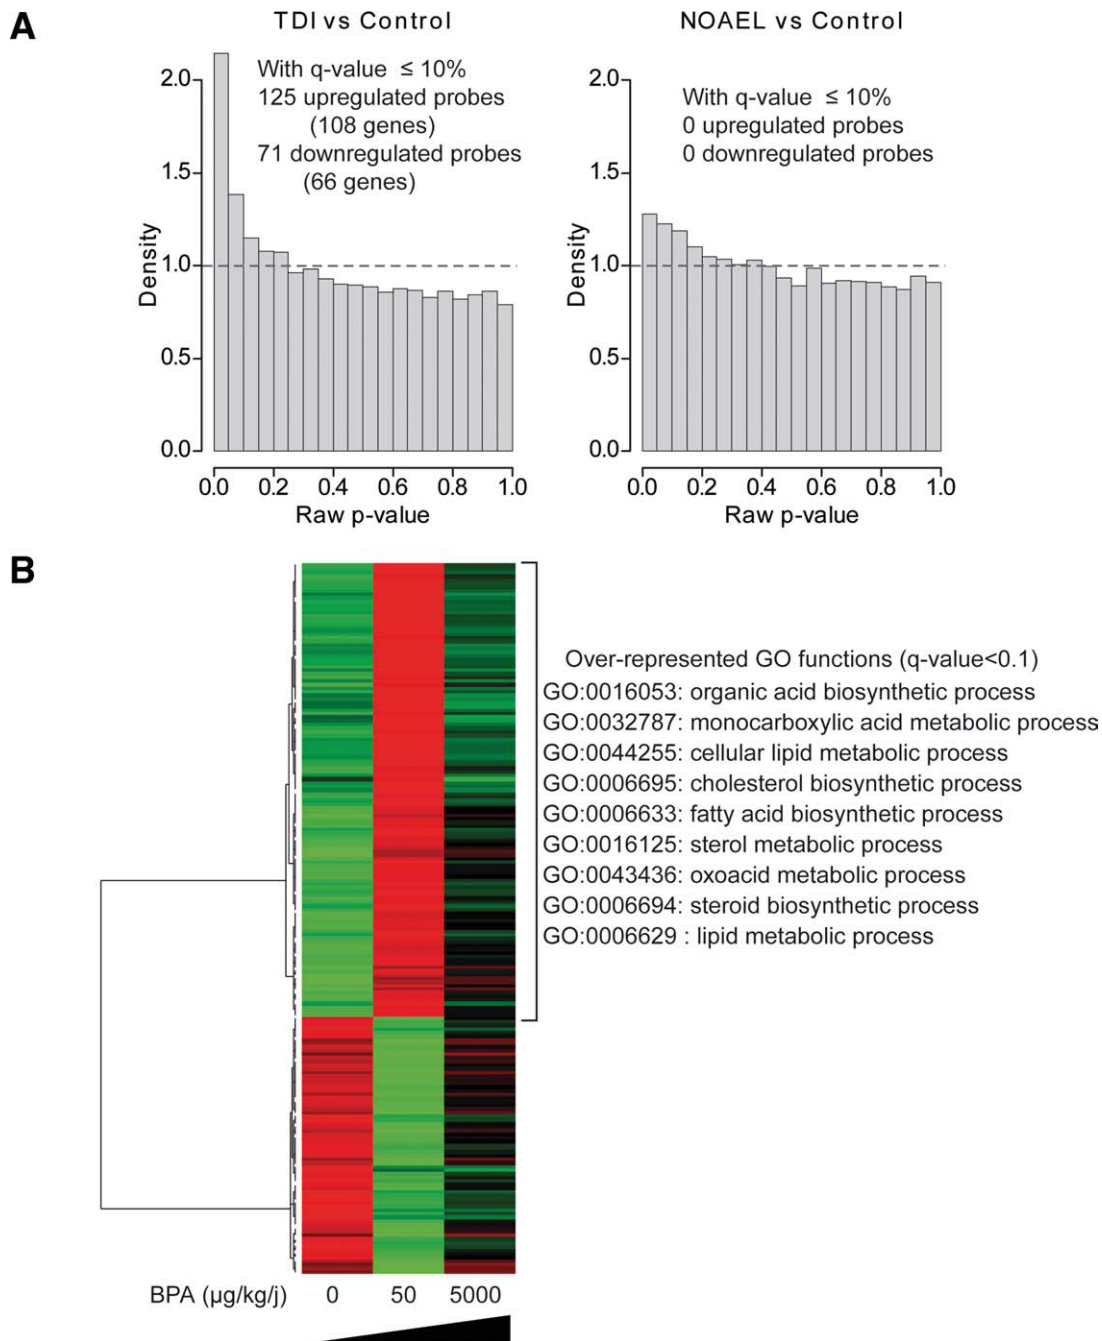 A
TDI vs Control
With q-value ≤ 10%
125 upregulated probes
(108 genes)
71 downregulated probes
(66 genes)
Density
2.0
1.5
1.0
0.5
0.0
0.0 0.2 0.4 0.6 0.8 1.0
Raw p-value
NOAEL vs Control
With q-value ≤ 10%
0 upregulated probes
0 downregulated probes
Density
2.0
1.5
1.0
0.5
0.0
0.0 0.2 0.4 0.6 0.8 1.0
Raw p-value
B
Over-represented GO functions (q-value<0.1)
GO:0016053: organic acid biosynthetic process
GO:0032787: monocarboxylic acid metabolic process
GO:0044255: cellular lipid metabolic process
GO:0006695: cholesterol biosynthetic process
GO:0006633: fatty acid biosynthetic process
GO:0016125: sterol metabolic process
GO:0043436: oxoacid metabolic process
GO:0006694: steroid biosynthetic process
GO:0006629 : lipid metabolic process
BPA (µg/kg/j) 0 50 5000